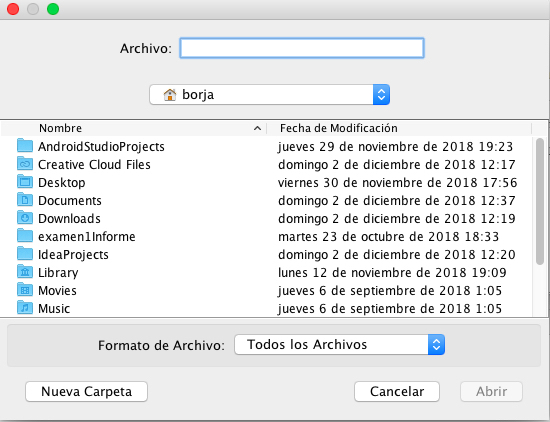 Archivo:
borja
Nombre Fecha de Modificación
AndroidStudioProjects jueves 29 de noviembre de 2018 19:23
Creative Cloud Files domingo 2 de diciembre de 2018 12:17
Desktop viernes 30 de noviembre de 2018 17:56
Documents domingo 2 de diciembre de 2018 12:37
Downloads domingo 2 de diciembre de 2018 12:19
examen1Informe martes 23 de octubre de 2018 18:33
IdeaProjects domingo 2 de diciembre de 2018 12:20
Library lunes 12 de noviembre de 2018 19:09
Movies jueves 6 de septiembre de 2018 1:05
Music jueves 6 de septiembre de 2018 1:05
Formato de Archivo: Todos los Archivos
Nueva Carpeta Cancelar Abrir